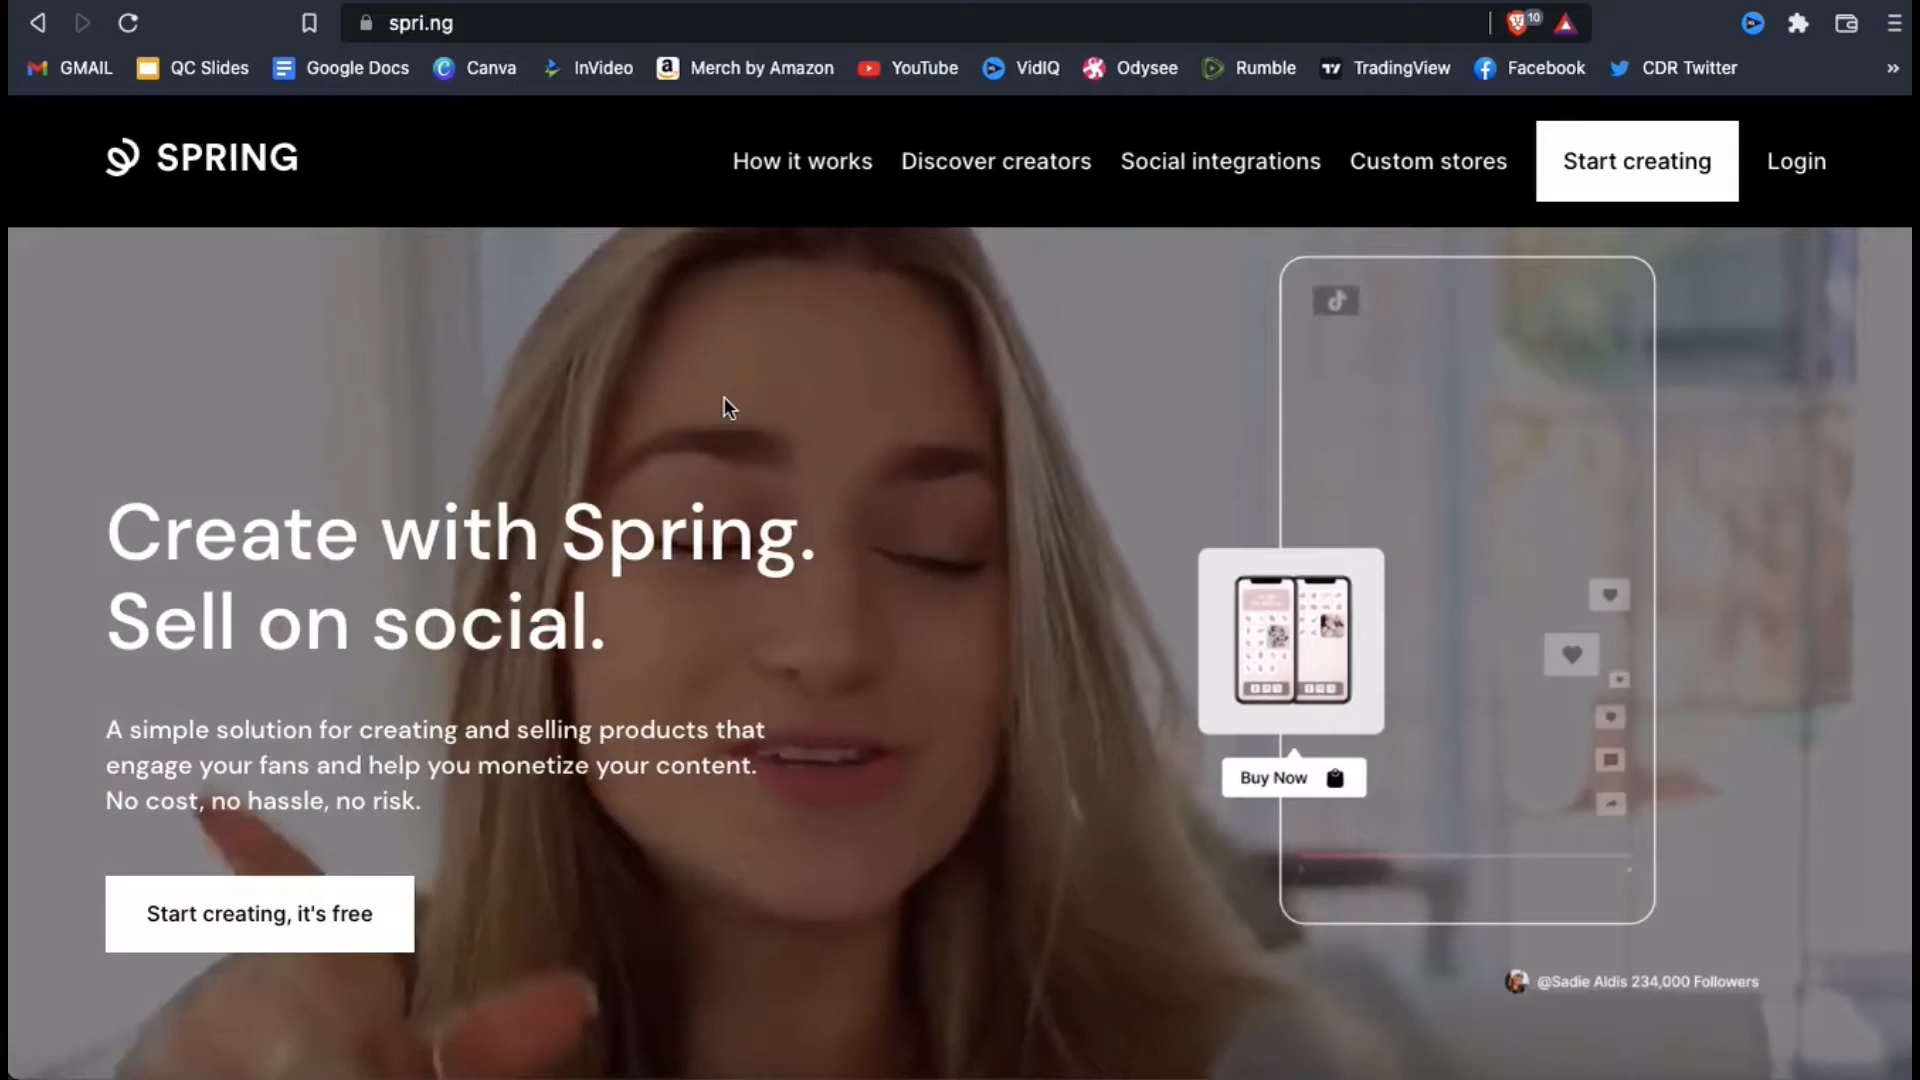 spri.ng
10
GMAIL
QC Slides
Google Docs
Canva
InVideo
Merch by Amazon
YouTube
VidIQ
Odysee
Rumble
TradingView
Facebook
CDR Twitter
»
SPRING
How it works
Discover creators
Social integrations
Custom stores
Start creating
Login
Create with Spring.
Sell on social.
A simple solution for creating and selling products that
engage your fans and help you monetize your content.
No cost, no hassle, no risk.
Start creating, it's free
Buy Now
@Sadie Aldis 234,000 Followers